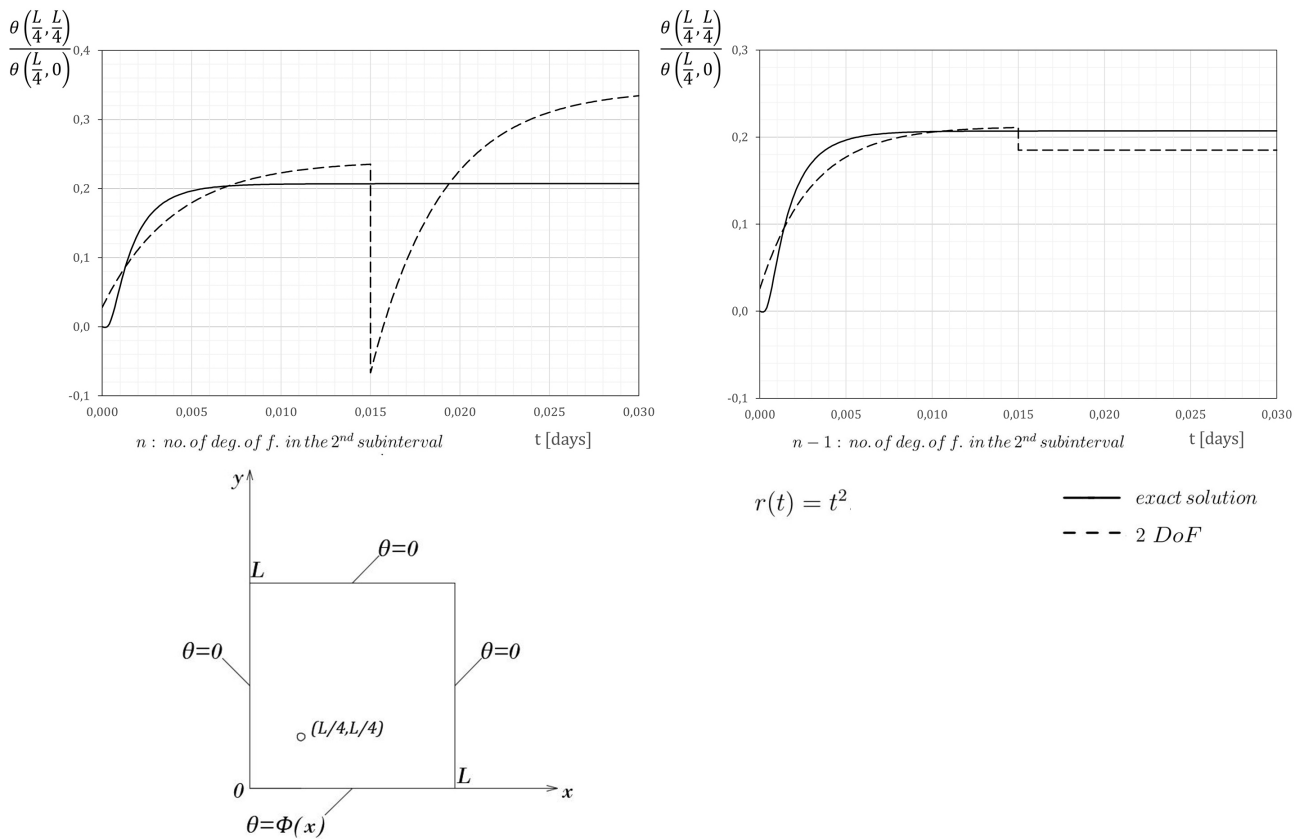 θ(L/4, L/4)
θ(L/4, 0)
0,4
0,3
0,2
0,1
0,0
-0,1
0,000 0,005 0,010 0,015 0,020 0,025 0,030
n : no. of deg. of f. in the 2nd subinterval
t [days]
θ(L/4, L/4)
θ(L/4, 0)
0,3
0,2
0,1
0,0
-0,1
0,000 0,005 0,010 0,015 0,020 0,025 0,030
n − 1 : no. of deg. of f. in the 2nd subinterval
t [days]
y
θ=0
L
θ=0
θ=0
(L/4,L/4)
0
L
x
θ=Φ(x)
r(t) = t²
exact solution
2 DoF